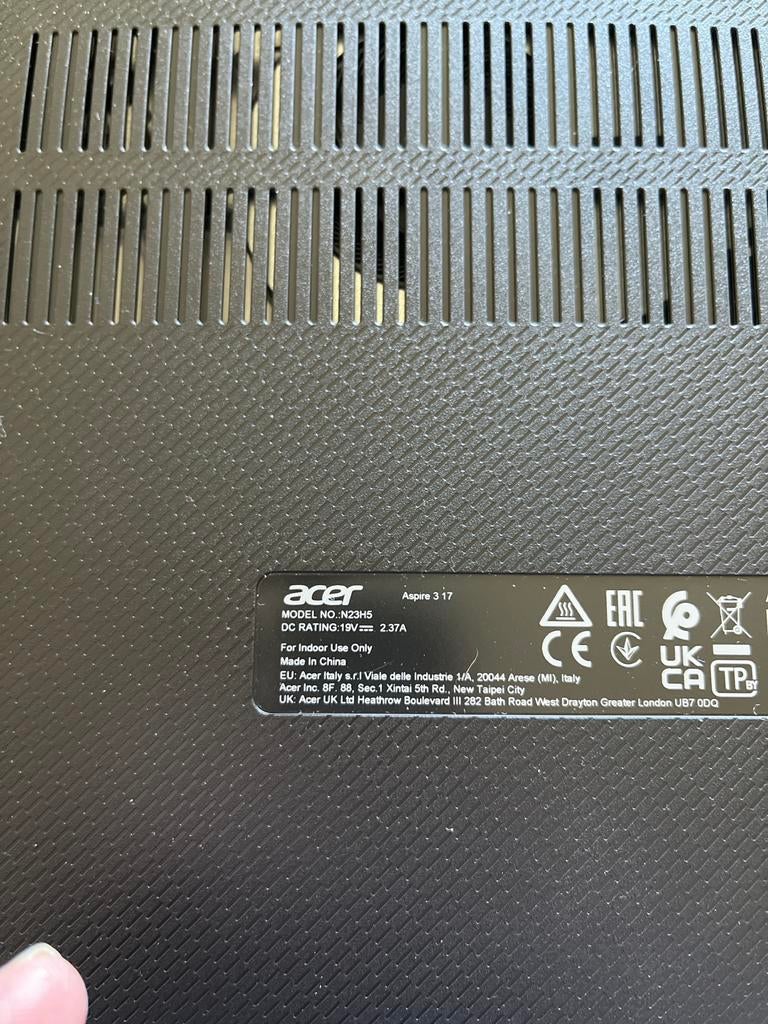 acer
Aspire 3 17
MODEL NO.:N23H5
DC RATING:19V⎓ 2.37A
For Indoor Use Only
Made In China
EU: Acer Italy s.r.l Viale delle Industrie 1/A, 20044 Arese (MI), Italy
Acer Inc. 8F. 88, Sec.1 Xintai 5th Rd., New Taipei City
UK: Acer UK Ltd Heathrow Boulevard III 282 Bath Road West Drayton Greater London UB7 0DQ
EAC
CE
UK
CA
TP
BY